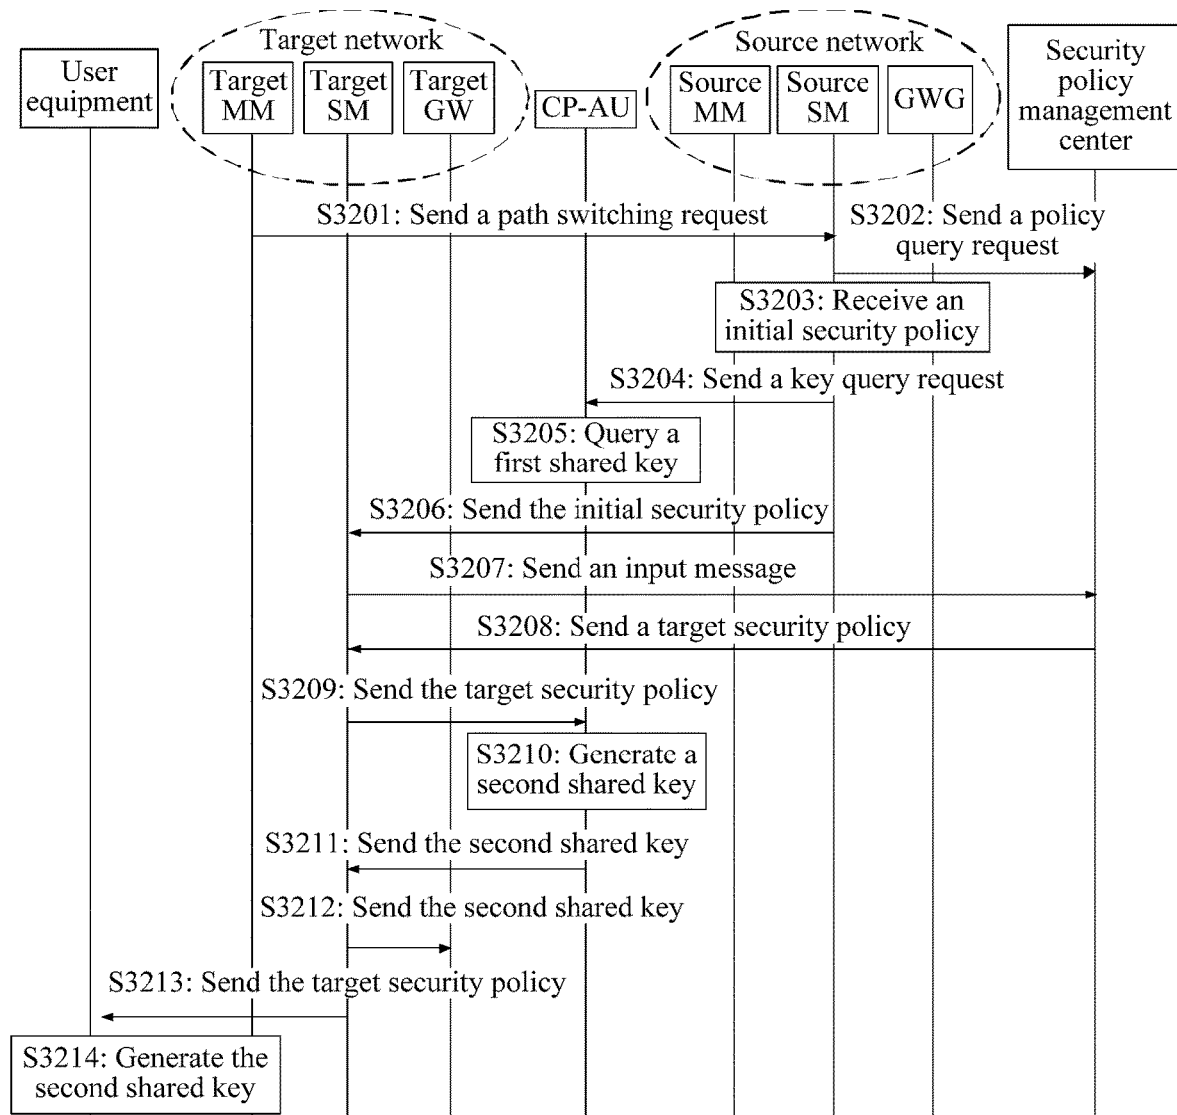 Target network
Source network
User
equipment
Target
MM
Target
SM
Target
GW
CP-AU
Source
MM
Source
SM
GWG
Security
policy
management
center
S3201: Send a path switching request
S3202: Send a policy
query request
S3203: Receive an
initial security policy
S3204: Send a key query request
S3205: Query a
first shared key
S3206: Send the initial security policy
S3207: Send an input message
S3208: Send a target security policy
S3209: Send the target security policy
S3210: Generate a
second shared key
S3211: Send the second shared key
S3212: Send the second shared key
S3213: Send the target security policy
S3214: Generate the
second shared key